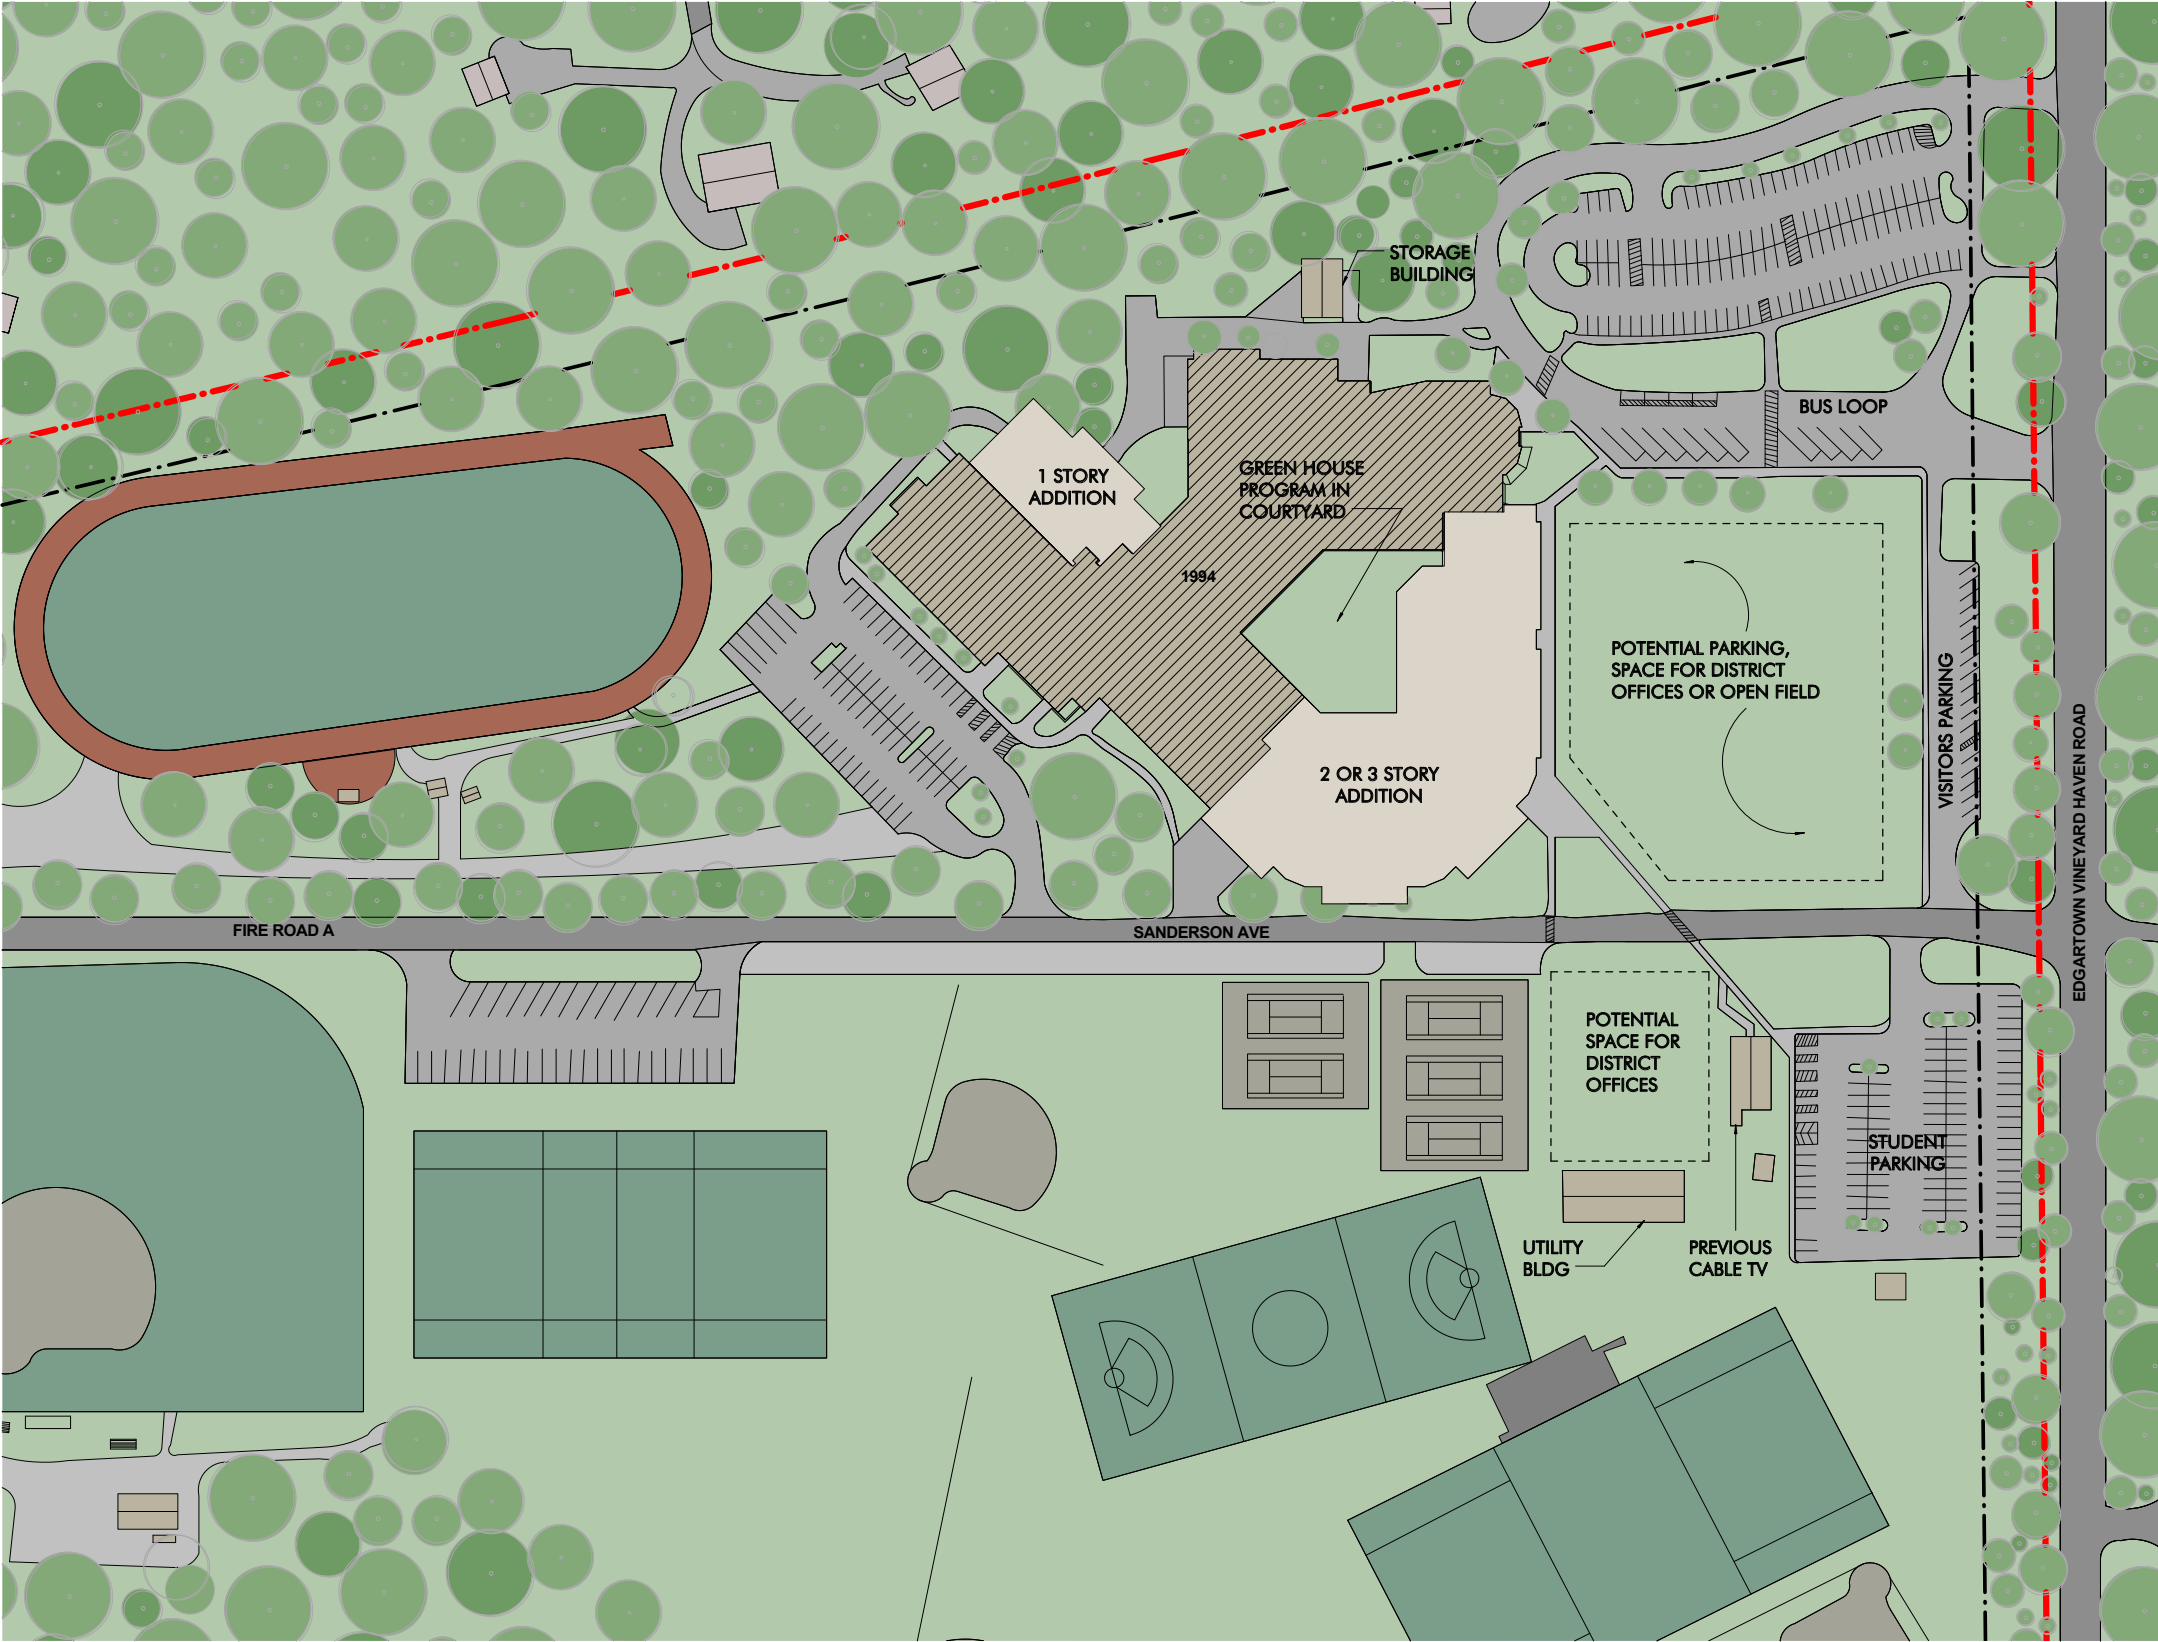 STORAGE
BUILDING
BUS LOOP
1 STORY
ADDITION
GREEN HOUSE
PROGRAM IN
COURTYARD
1994
POTENTIAL PARKING,
SPACE FOR DISTRICT
OFFICES OR OPEN FIELD
VISITORS PARKING
EDGARTOWN VINEYARD HAVEN ROAD
2 OR 3 STORY
ADDITION
FIRE ROAD A
SANDERSON AVE
POTENTIAL
SPACE FOR
DISTRICT
OFFICES
STUDENT
PARKING
UTILITY
BLDG
PREVIOUS
CABLE TV